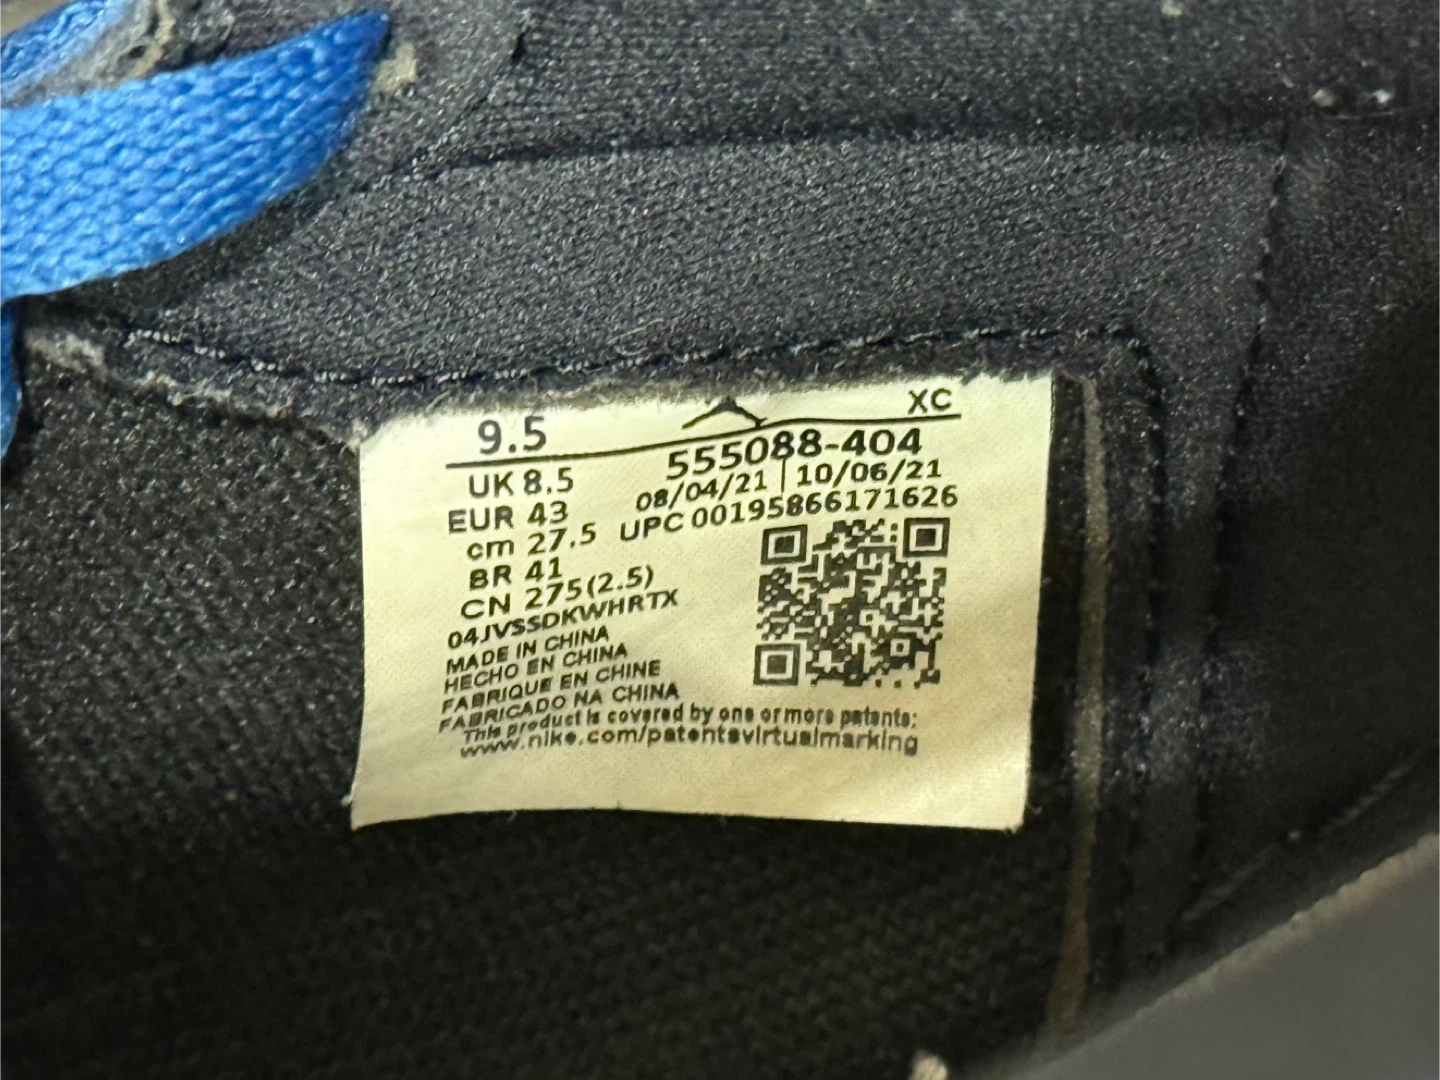 9.5 XC
555088-404
UK 8.5
08/04/21 | 10/06/21
EUR 43
UPC 00195866171626
cm 27.5
BR 41
CN 275(2.5)
04JVSSDKWHRTX
MADE IN CHINA
HECHO EN CHINA
FABRIQUE EN CHINE
FABRICADO NA CHINA
This product is covered by one or more patents:
www.nike.com/patentsvirtualmarking